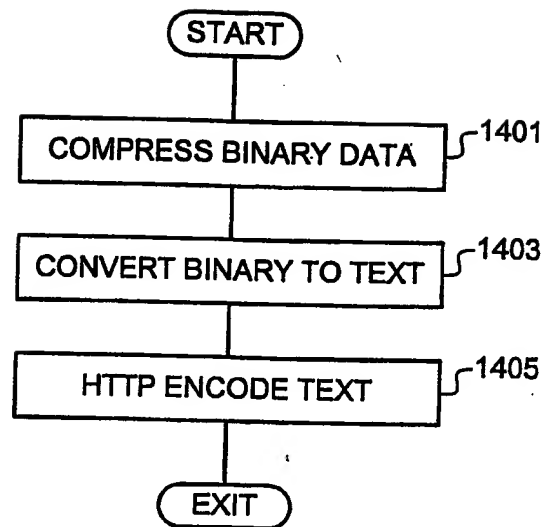 START
COMPRESS BINARY DATA
1401
CONVERT BINARY TO TEXT
1403
HTTP ENCODE TEXT
1405
EXIT